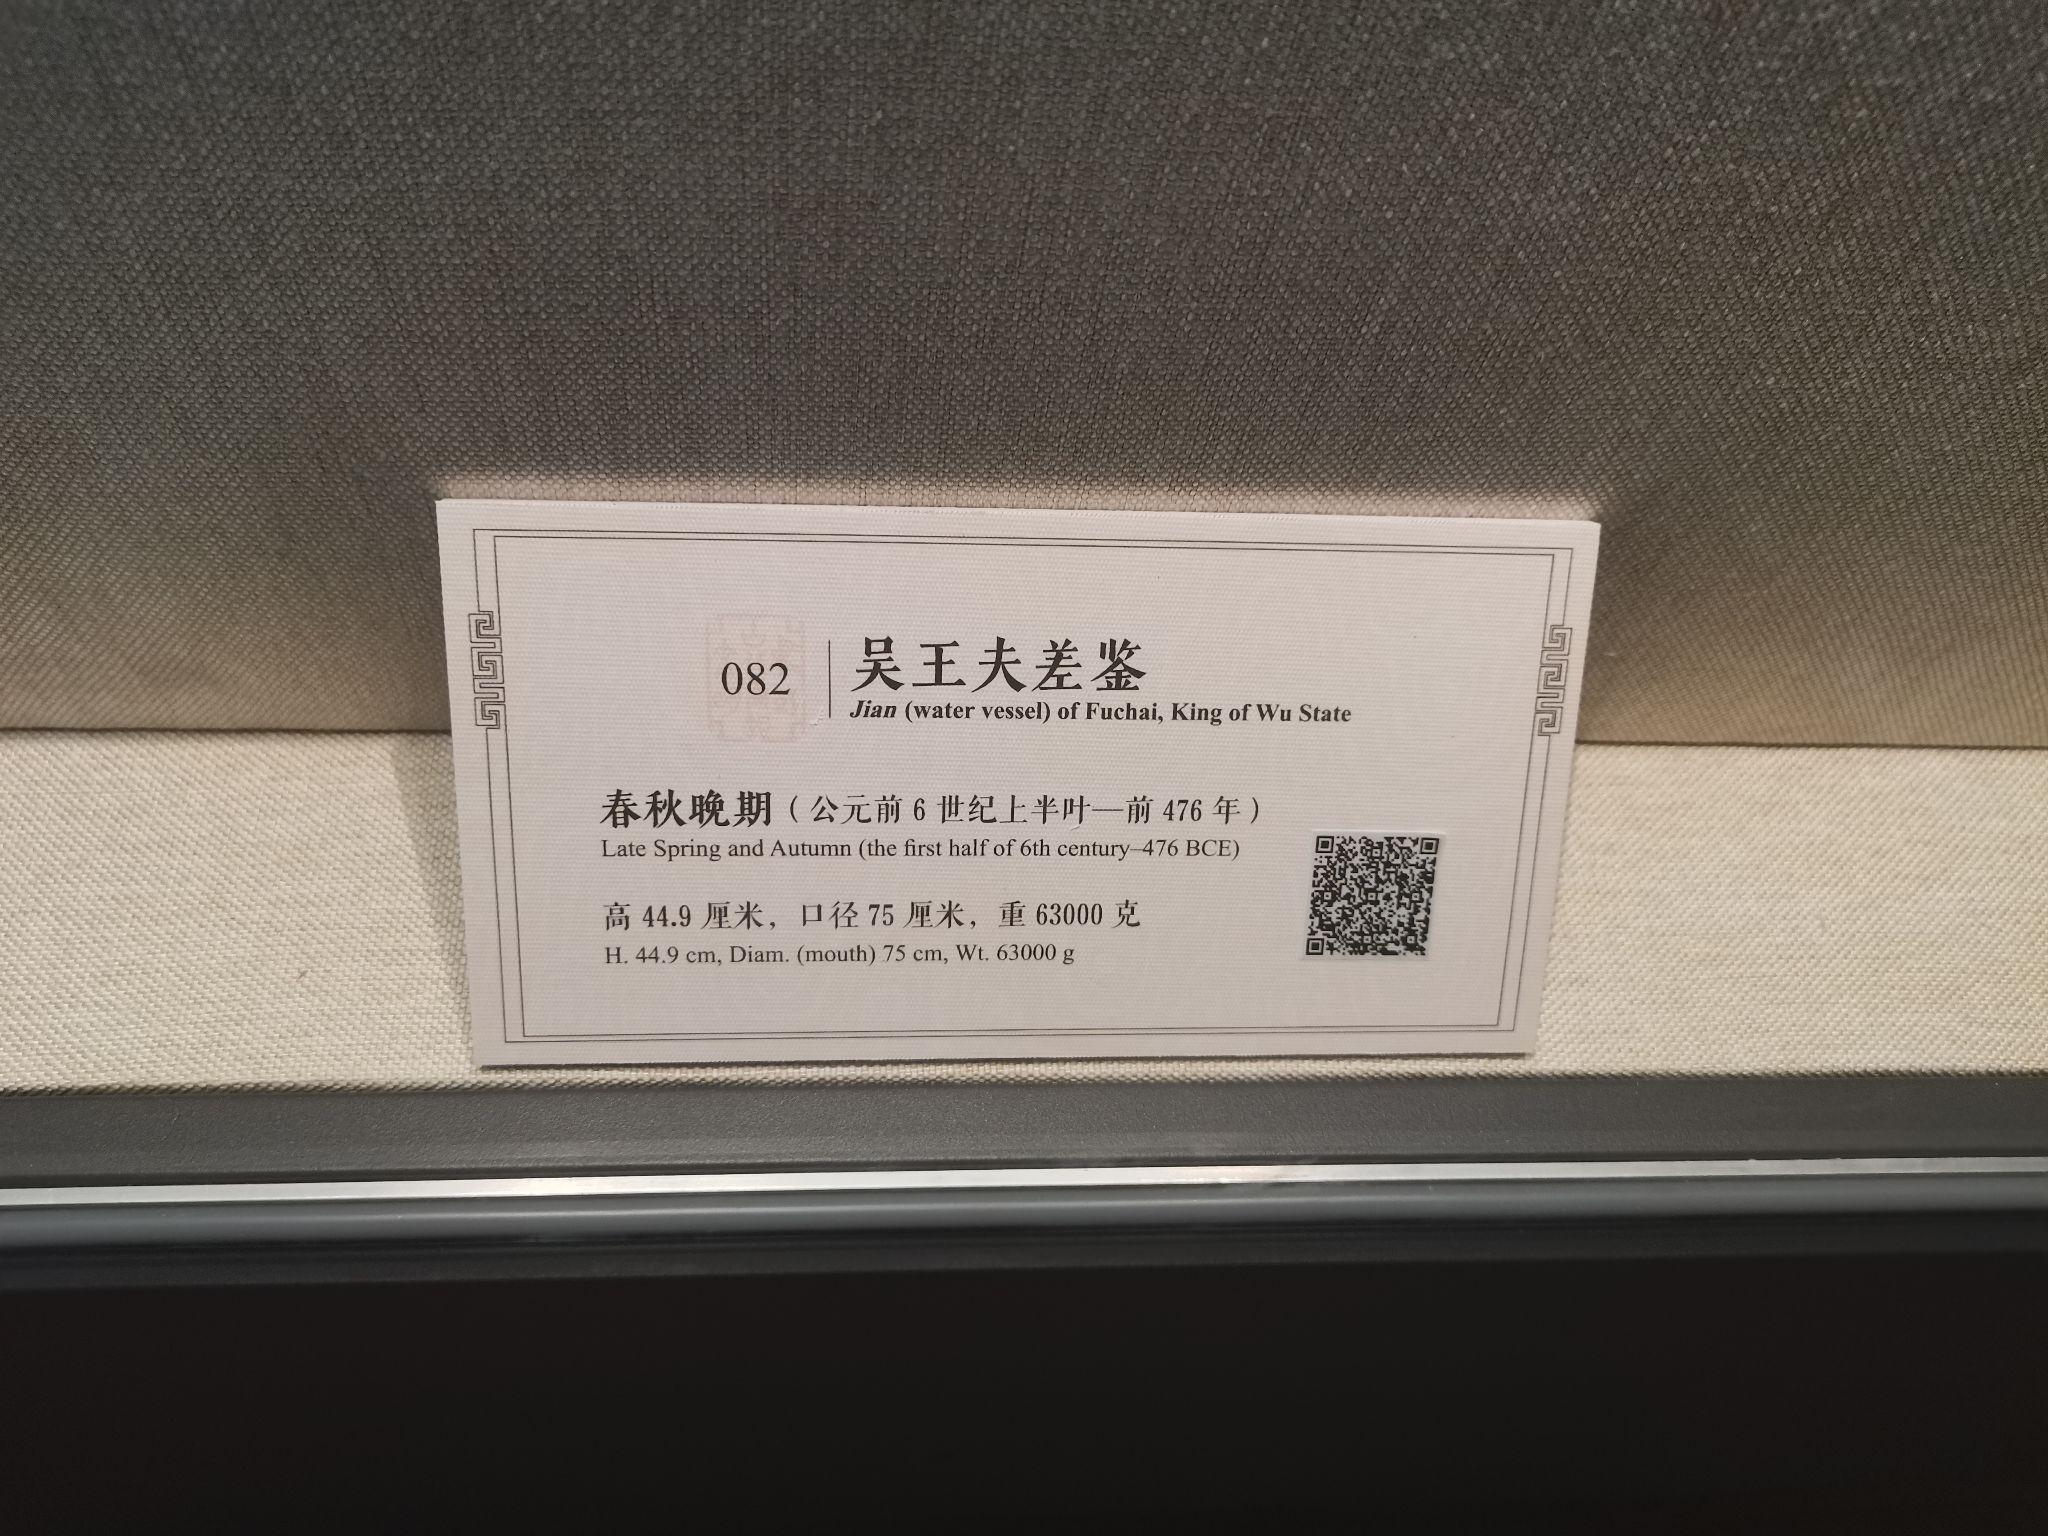 082
吴王夫差鉴
Jian (water vessel) of Fuchai, King of Wu State
春秋晚期（公元前 6 世纪上半叶—前 476 年）
Late Spring and Autumn (the first half of 6th century–476 BCE)
高 44.9 厘米，口径 75 厘米，重 63000 克
H. 44.9 cm, Diam. (mouth) 75 cm, Wt. 63000 g